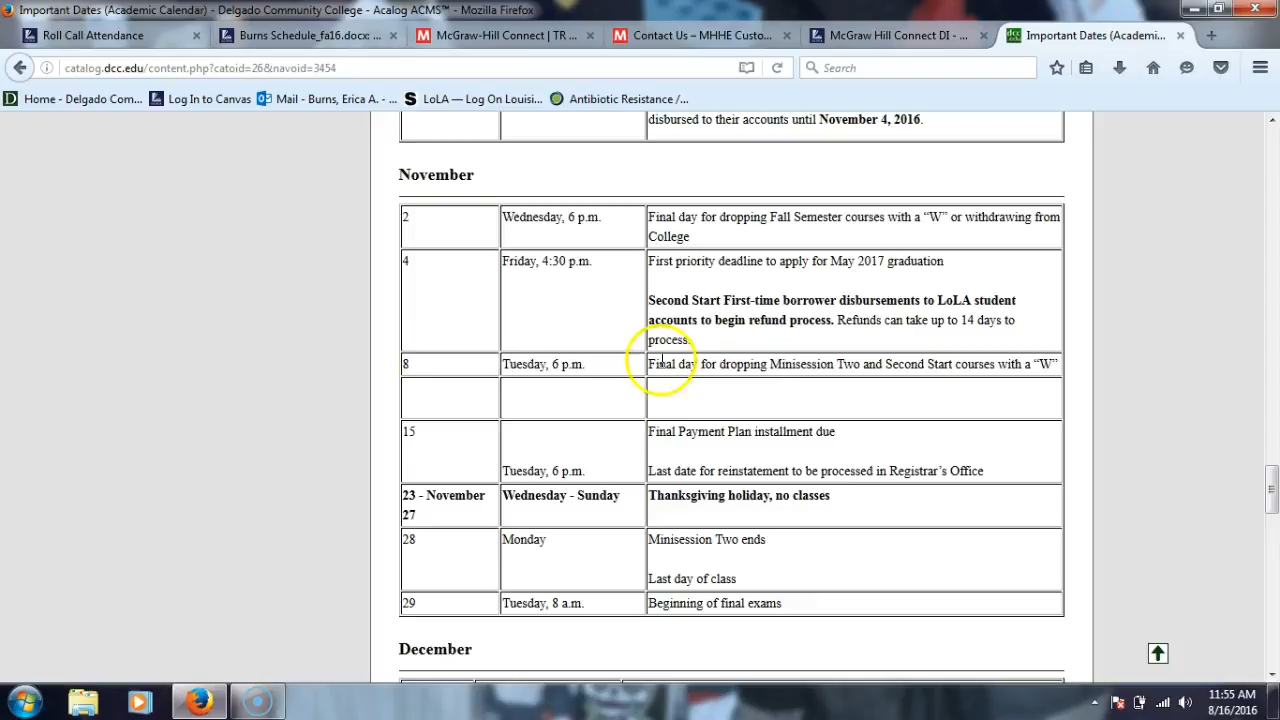 Important Dates (Academic Calendar) - Delgado Community College - Acalog ACMS™ - Mozilla Firefox
Roll Call Attendance
Burns Schedule_fa16.docx:
McGraw-Hill Connect | TR
Contact Us – MHHE Custo...
McGraw Hill Connect DI - ...
Important Dates (Academi...
catalog.dcc.edu/content.php?catoid=26&navoid=3454
Search
Home - Delgado Com...
Log In to Canvas
Mail - Burns, Erica A. - ...
LoLA — Log On Louisi...
Antibiotic Resistance /...
disbursed to their accounts until November 4, 2016.
November
2
Wednesday, 6 p.m.
Final day for dropping Fall Semester courses with a “W” or withdrawing from
College
4
Friday, 4:30 p.m.
First priority deadline to apply for May 2017 graduation
Second Start First-time borrower disbursements to LoLA student
accounts to begin refund process. Refunds can take up to 14 days to
process.
8
Tuesday, 6 p.m.
Final day for dropping Minisession Two and Second Start courses with a “W”
15
Final Payment Plan installment due
Tuesday, 6 p.m.
Last date for reinstatement to be processed in Registrar’s Office
23 - November
27
Wednesday - Sunday
Thanksgiving holiday, no classes
28
Monday
Minisession Two ends
Last day of class
29
Tuesday, 8 a.m.
Beginning of final exams
December
11:55 AM
8/16/2016